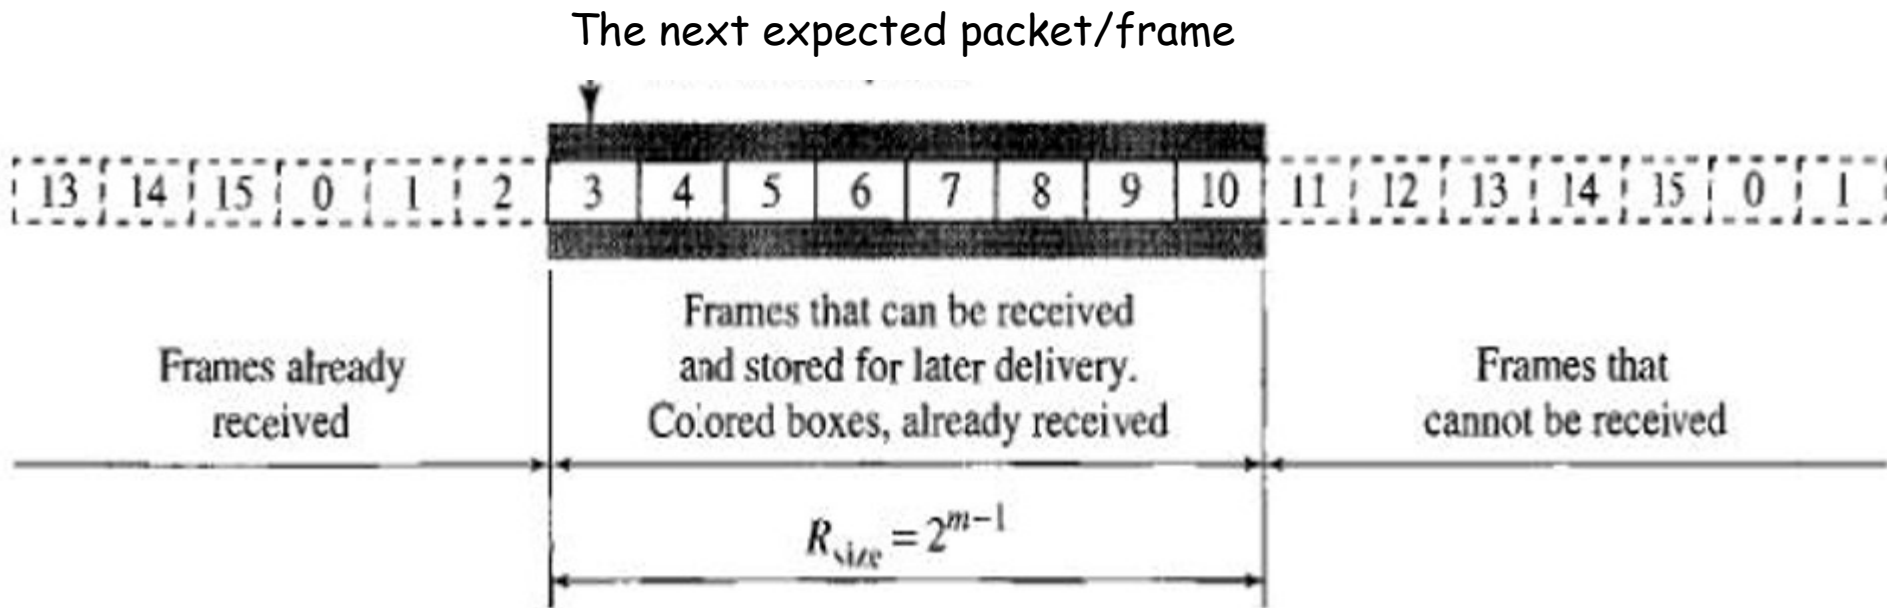 The next expected packet/frame
13 14 15 0 1 2 3 4 5 6 7 8 9 10 11 12 13 14 15 0 1
Frames already
received
Frames that can be received
and stored for later delivery.
Colored boxes, already received
Frames that
cannot be received
R_size = 2^{m-1}